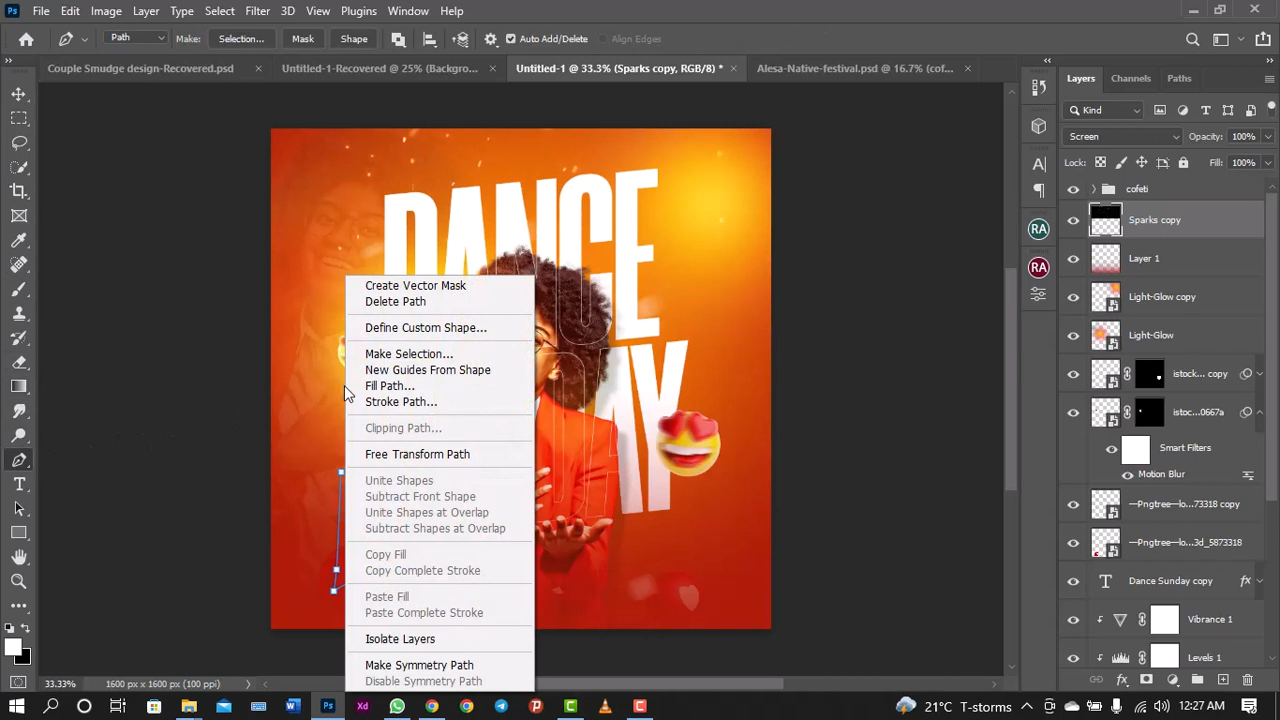 Ps File Edit Image Layer Type Select Filter 3D View Plugins Window Help
Path Make: Selection... Mask Shape Auto Add/Delete Align Edges
Couple Smudge design-Recovered.psd × Untitled-1-Recovered @ 25% (Backgro... × Untitled-1 @ 33.3% (Sparks copy, RGB/8) * × Alesa-Native-festival.psd @ 16.7% (cof... ×
Layers Channels Paths
Kind
Screen Opacity: 100%
Lock: Fill: 100%
cofeti
Sparks copy
Layer 1
Light-Glow copy
Light-Glow
istock... copy
istoc...0667a
Smart Filters
Motion Blur
—Pngtree—lo...73318 copy
—Pngtree—lo...3d_5873313
Dance Sunday copy fx
Vibrance 1
Levels 1
RA
RA
DANCE
DAY
Create Vector Mask
Delete Path
Define Custom Shape...
Make Selection...
New Guides From Shape
Fill Path...
Stroke Path...
Clipping Path...
Free Transform Path
Unite Shapes
Subtract Front Shape
Unite Shapes at Overlap
Subtract Shapes at Overlap
Copy Fill
Copy Complete Stroke
Paste Fill
Paste Complete Stroke
Isolate Layers
Make Symmetry Path
Disable Symmetry Path
33.33% 1600 px x 1600 px (100 ppi)
21°C T-storms 12:27 AM